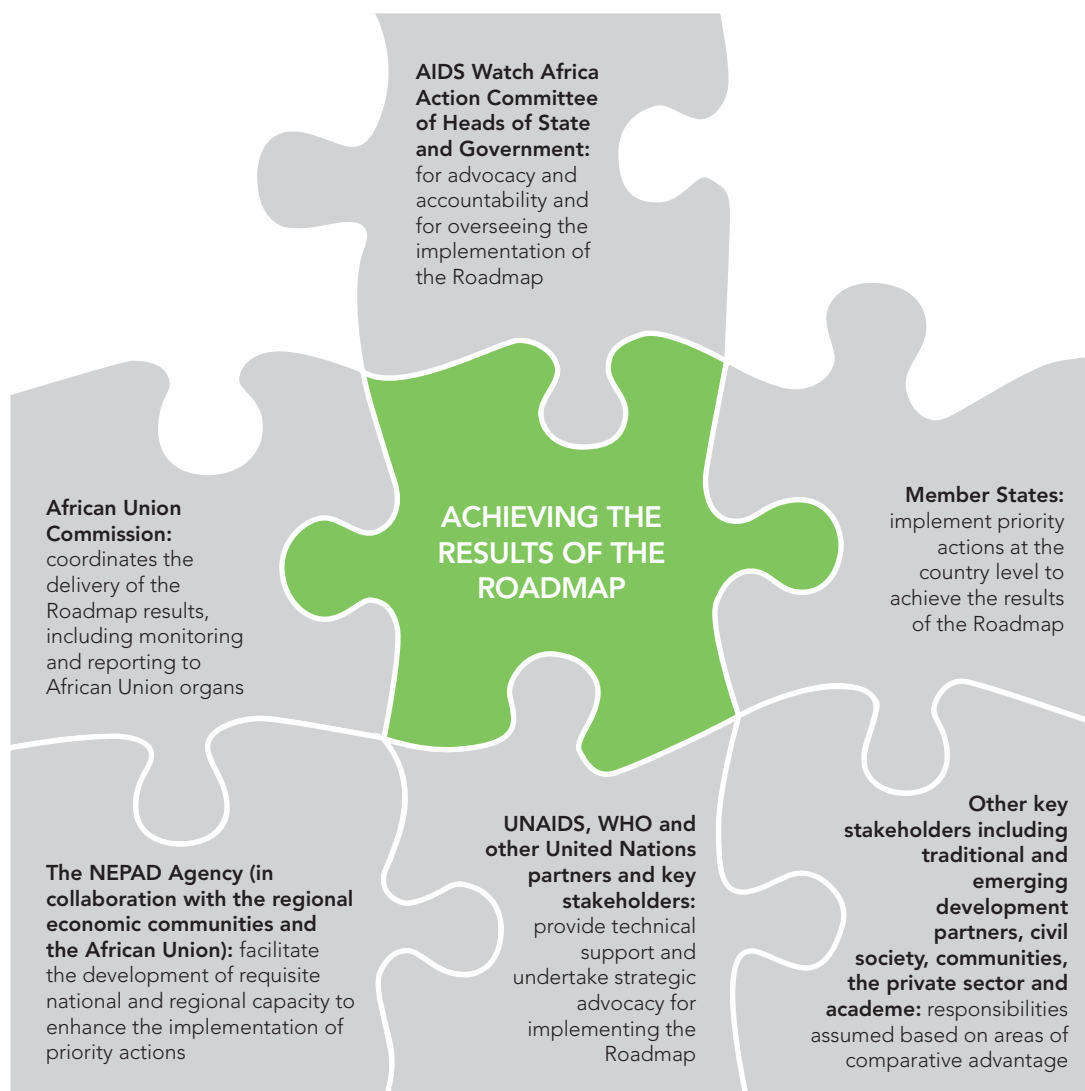 AIDS Watch Africa
Action Committee
of Heads of State
and Government:
for advocacy and
accountability and
for overseeing the
implementation of
the Roadmap
African Union
Commission:
coordinates the
delivery of the
Roadmap results,
including monitoring
and reporting to
African Union organs
ACHIEVING THE
RESULTS OF THE
ROADMAP
Member States:
implement priority
actions at the
country level to
achieve the results
of the Roadmap
The NEPAD Agency (in
collaboration with the regional
economic communities and
the African Union): facilitate
the development of requisite
national and regional capacity to
enhance the implementation of
priority actions
UNAIDS, WHO and
other United Nations
partners and key
stakeholders:
provide technical
support and
undertake strategic
advocacy for
implementing the
Roadmap
Other key
stakeholders including
traditional and
emerging
development
partners, civil
society, communities,
the private sector and
academe: responsibilities
assumed based on areas of
comparative advantage